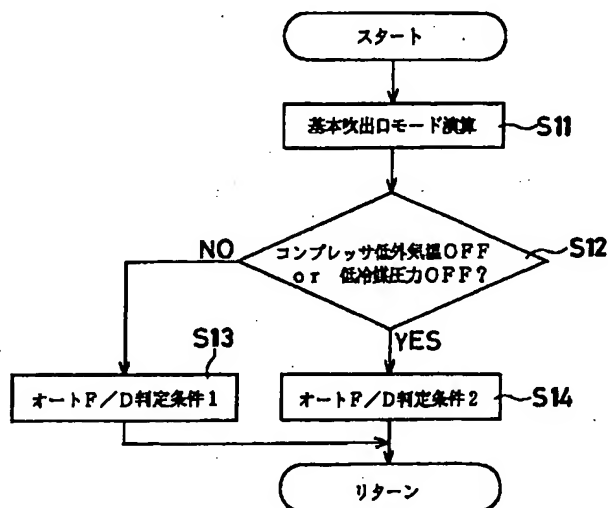 スタート
基本吹出口モード演算
S11
コンプレッサ低外気温OFF
or 低冷媒圧力OFF?
S12
NO
YES
S13
オートF/D判定条件1
オートF/D判定条件2
S14
リターン